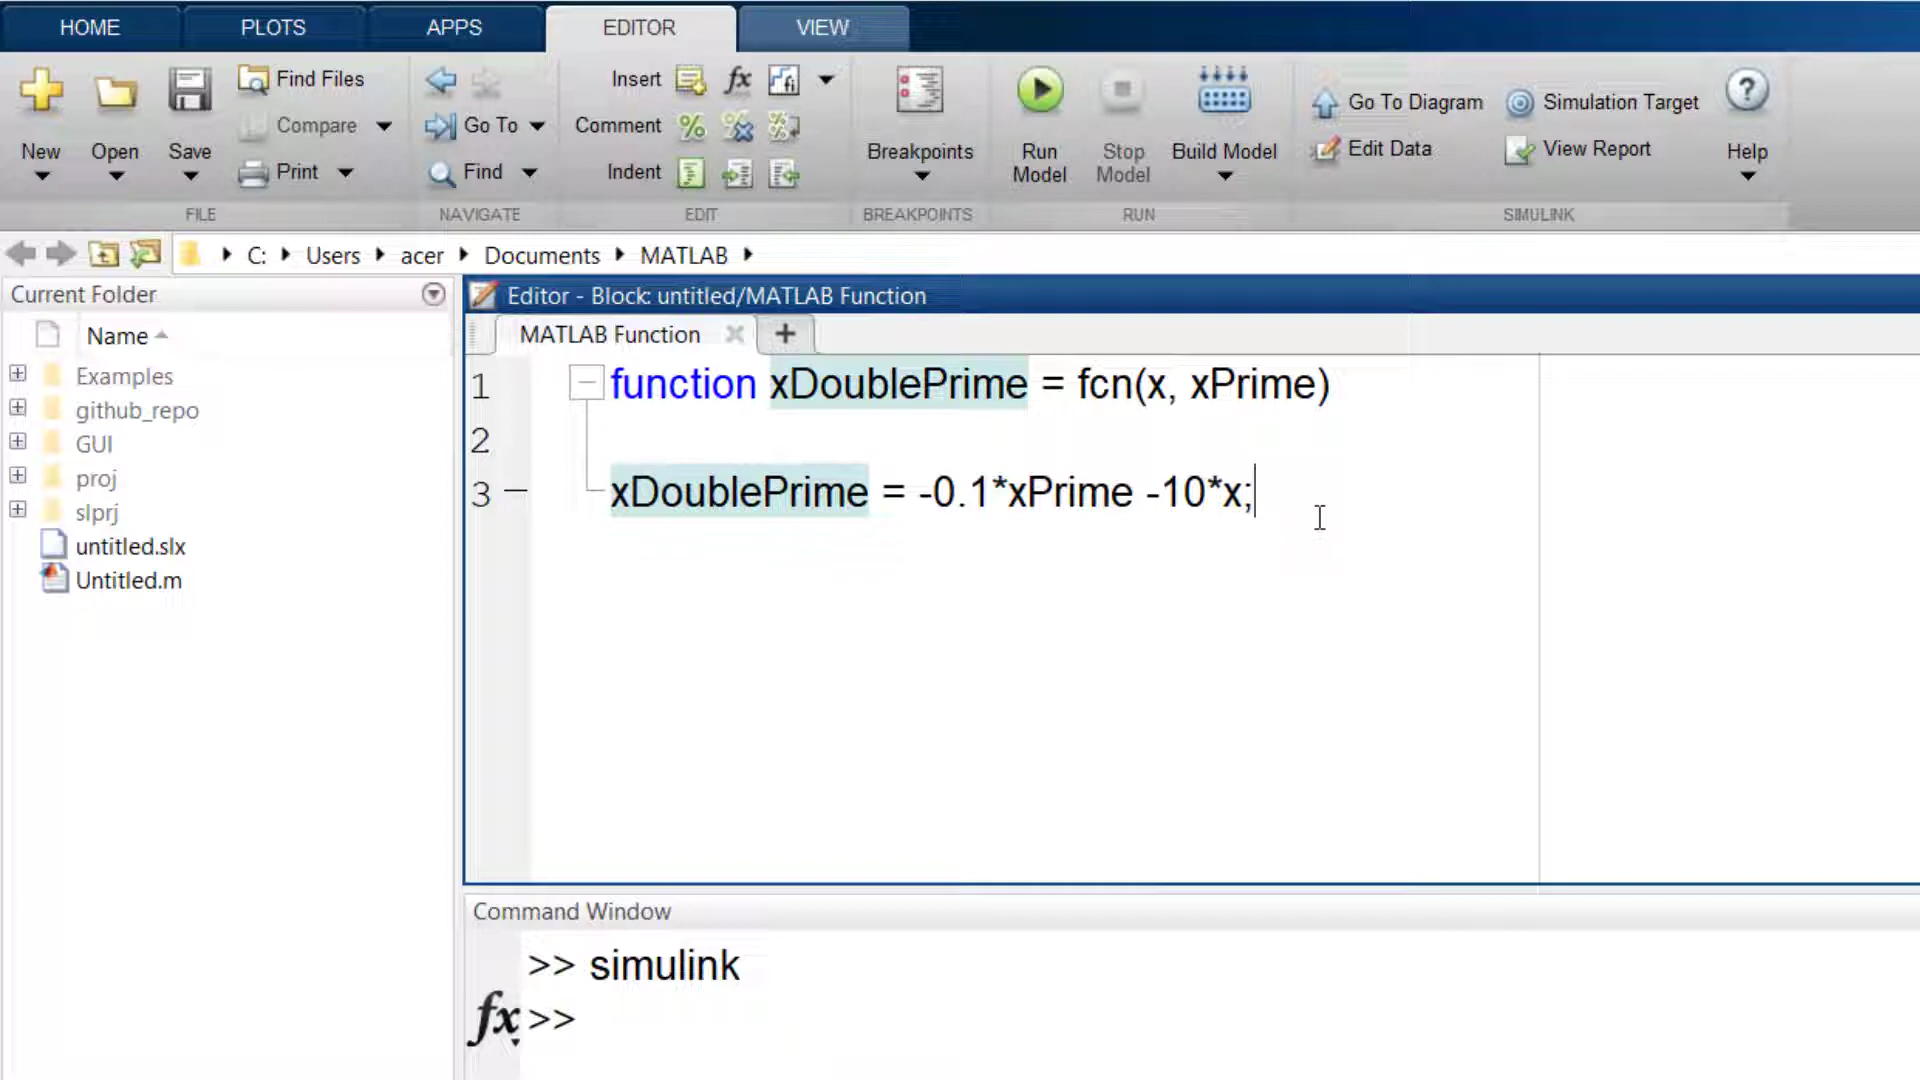 HOME PLOTS APPS EDITOR VIEW
New Open Save Find Files Compare Print
FILE
Go To Find
NAVIGATE
Insert fx fi
Comment % % %
Indent
EDIT
Breakpoints
BREAKPOINTS
Run Model Stop Model Build Model
RUN
Go To Diagram Simulation Target
Edit Data View Report
SIMULINK
? Help
C: Users acer Documents MATLAB
Current Folder
Name
Examples
github_repo
GUI
proj
slprj
untitled.slx
Untitled.m
Editor - Block: untitled/MATLAB Function
MATLAB Function
1 function xDoublePrime = fcn(x, xPrime)
2
3 xDoublePrime = -0.1*xPrime -10*x;
Command Window
>> simulink
fx >>